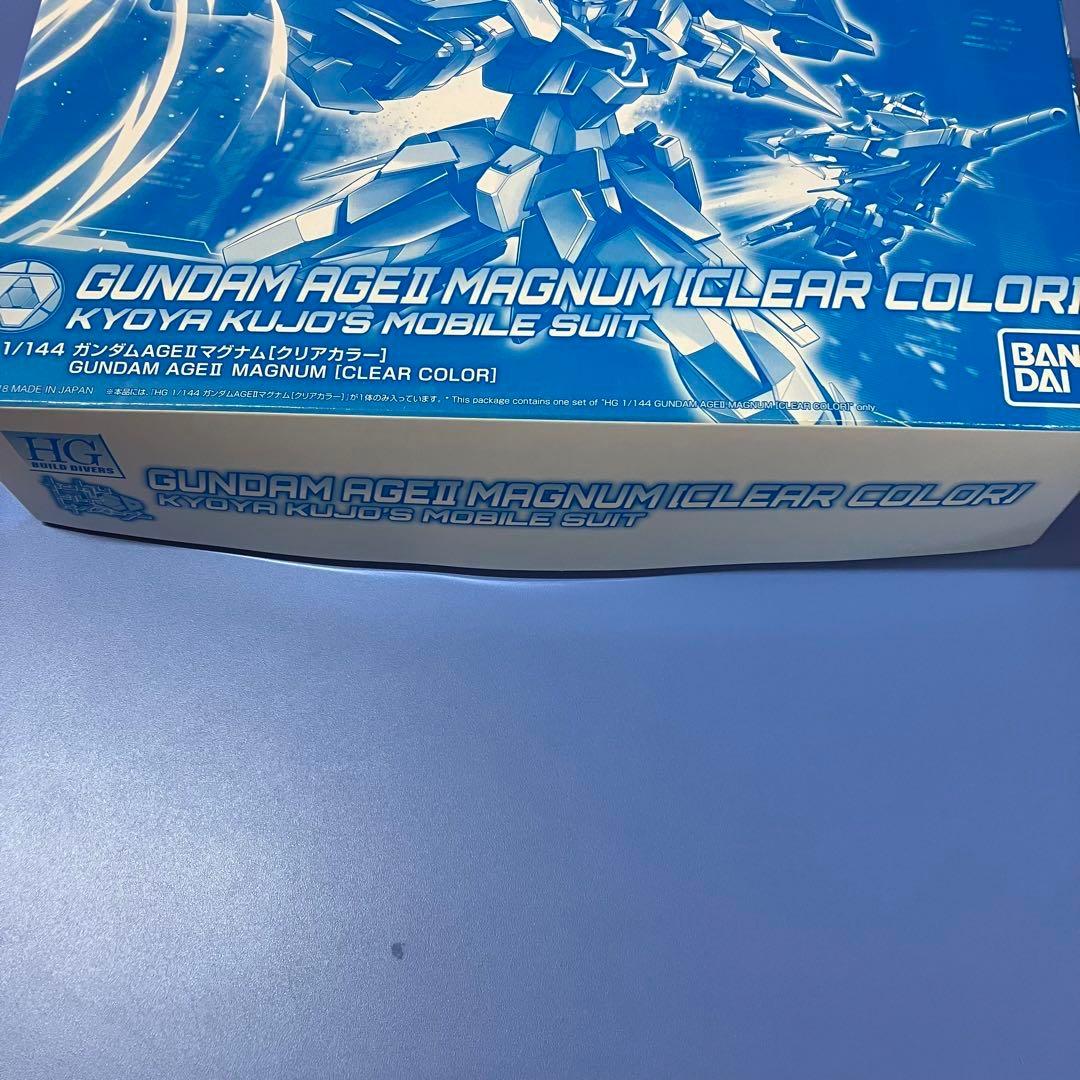 GUNDAM AGEII MAGNUM [CLEAR COLOR]
KYOYA KUJO'S MOBILE SUIT
1/144 ガンダムAGEⅡマグナム[クリアカラー]
GUNDAM AGEII MAGNUM [CLEAR COLOR]
BAN
DAI
8 MADE IN JAPAN ※本品には、「HG 1/144 ガンダムAGEⅡマグナム[クリアカラー]」が1体のみ入っています。* This package contains one set of "HG 1/144 GUNDAM AGEII MAGNUM [CLEAR COLOR]" only.
HG
BUILD DIVERS
GUNDAM AGEII MAGNUM [CLEAR COLOR]
KYOYA KUJO'S MOBILE SUIT